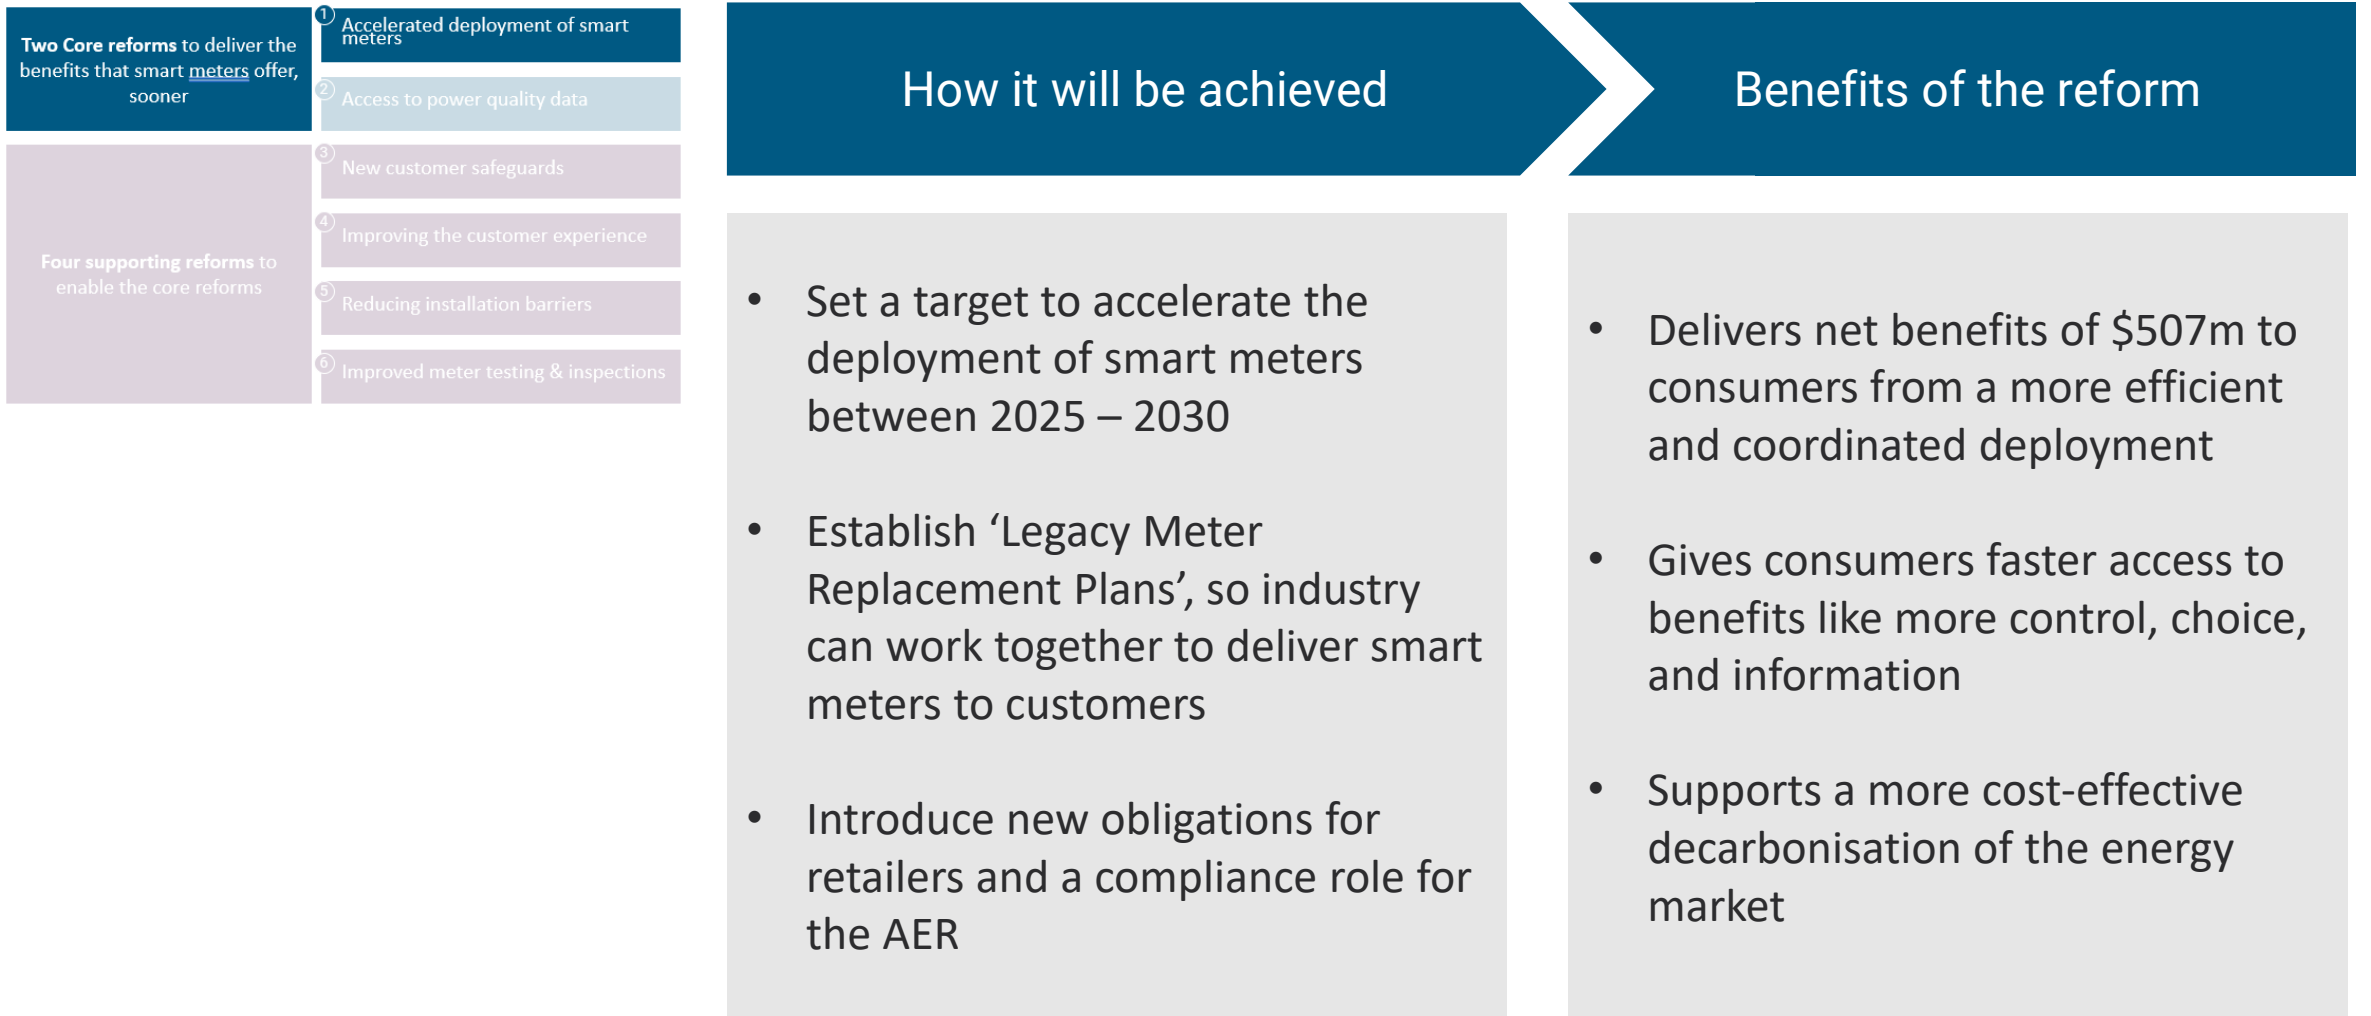 Two Core reforms to deliver the
benefits that smart meters offer,
sooner
1
Accelerated deployment of smart
meters
2
Access to power quality data
Four supporting reforms to
enable the core reforms
3
New customer safeguards
4
Improving the customer experience
5
Reducing installation barriers
6
Improved meter testing & inspections
How it will be achieved
• Set a target to accelerate the
deployment of smart meters
between 2025 – 2030
• Establish ‘Legacy Meter
Replacement Plans’, so industry
can work together to deliver smart
meters to customers
• Introduce new obligations for
retailers and a compliance role for
the AER
Benefits of the reform
• Delivers net benefits of $507m to
consumers from a more efficient
and coordinated deployment
• Gives consumers faster access to
benefits like more control, choice,
and information
• Supports a more cost-effective
decarbonisation of the energy
market